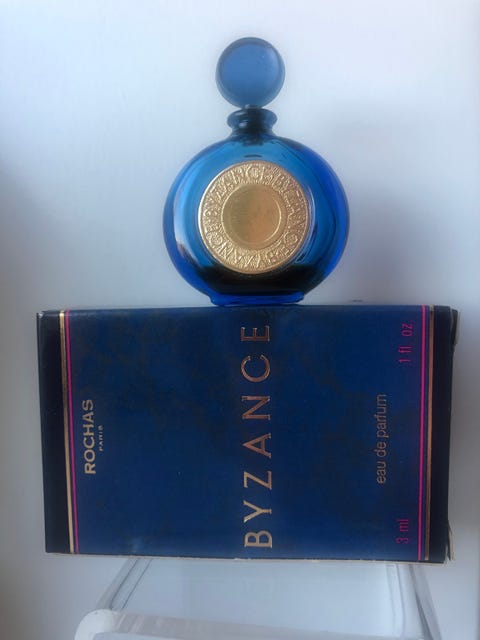 ROCHAS
PARIS
BYZANCE
eau de parfum
3 ml
1 fl oz